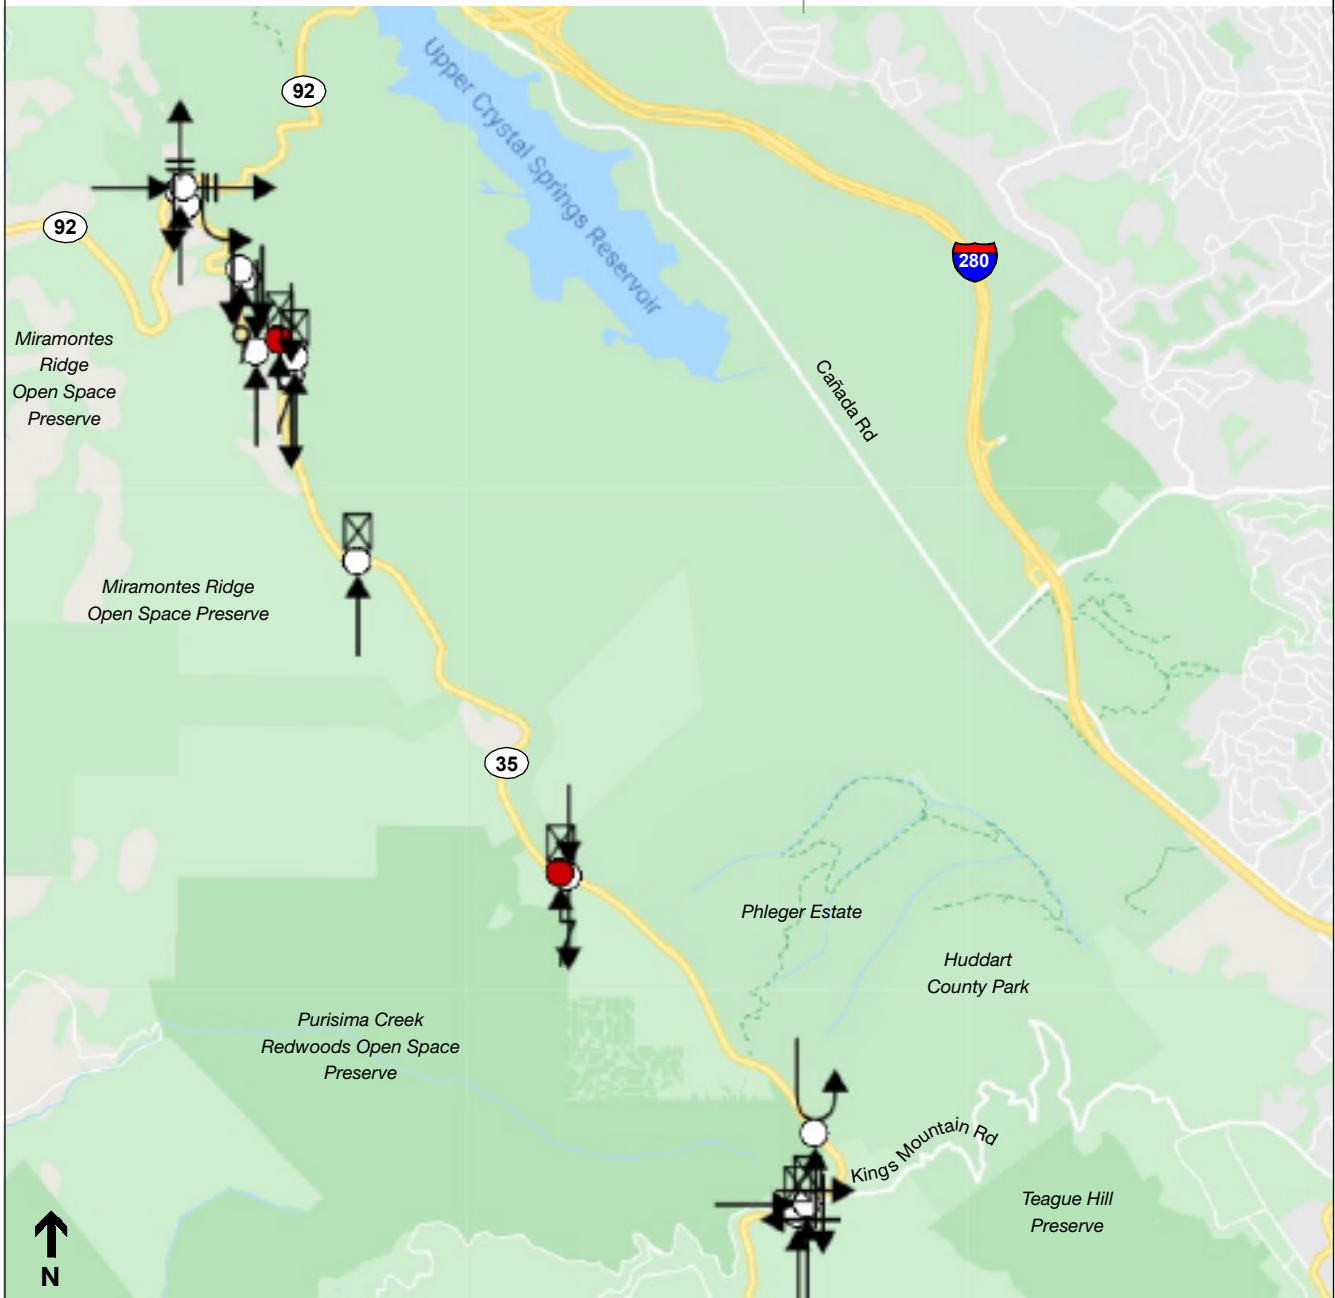 92
Upper Crystal Springs Reservoir
92
280
Miramontes
Ridge
Open Space
Preserve
Cañada Rd
Miramontes Ridge
Open Space Preserve
35
Phleger Estate
Huddart
County Park
Purisima Creek
Redwoods Open Space
Preserve
Kings Mountain Rd
Teague Hill
Preserve
N